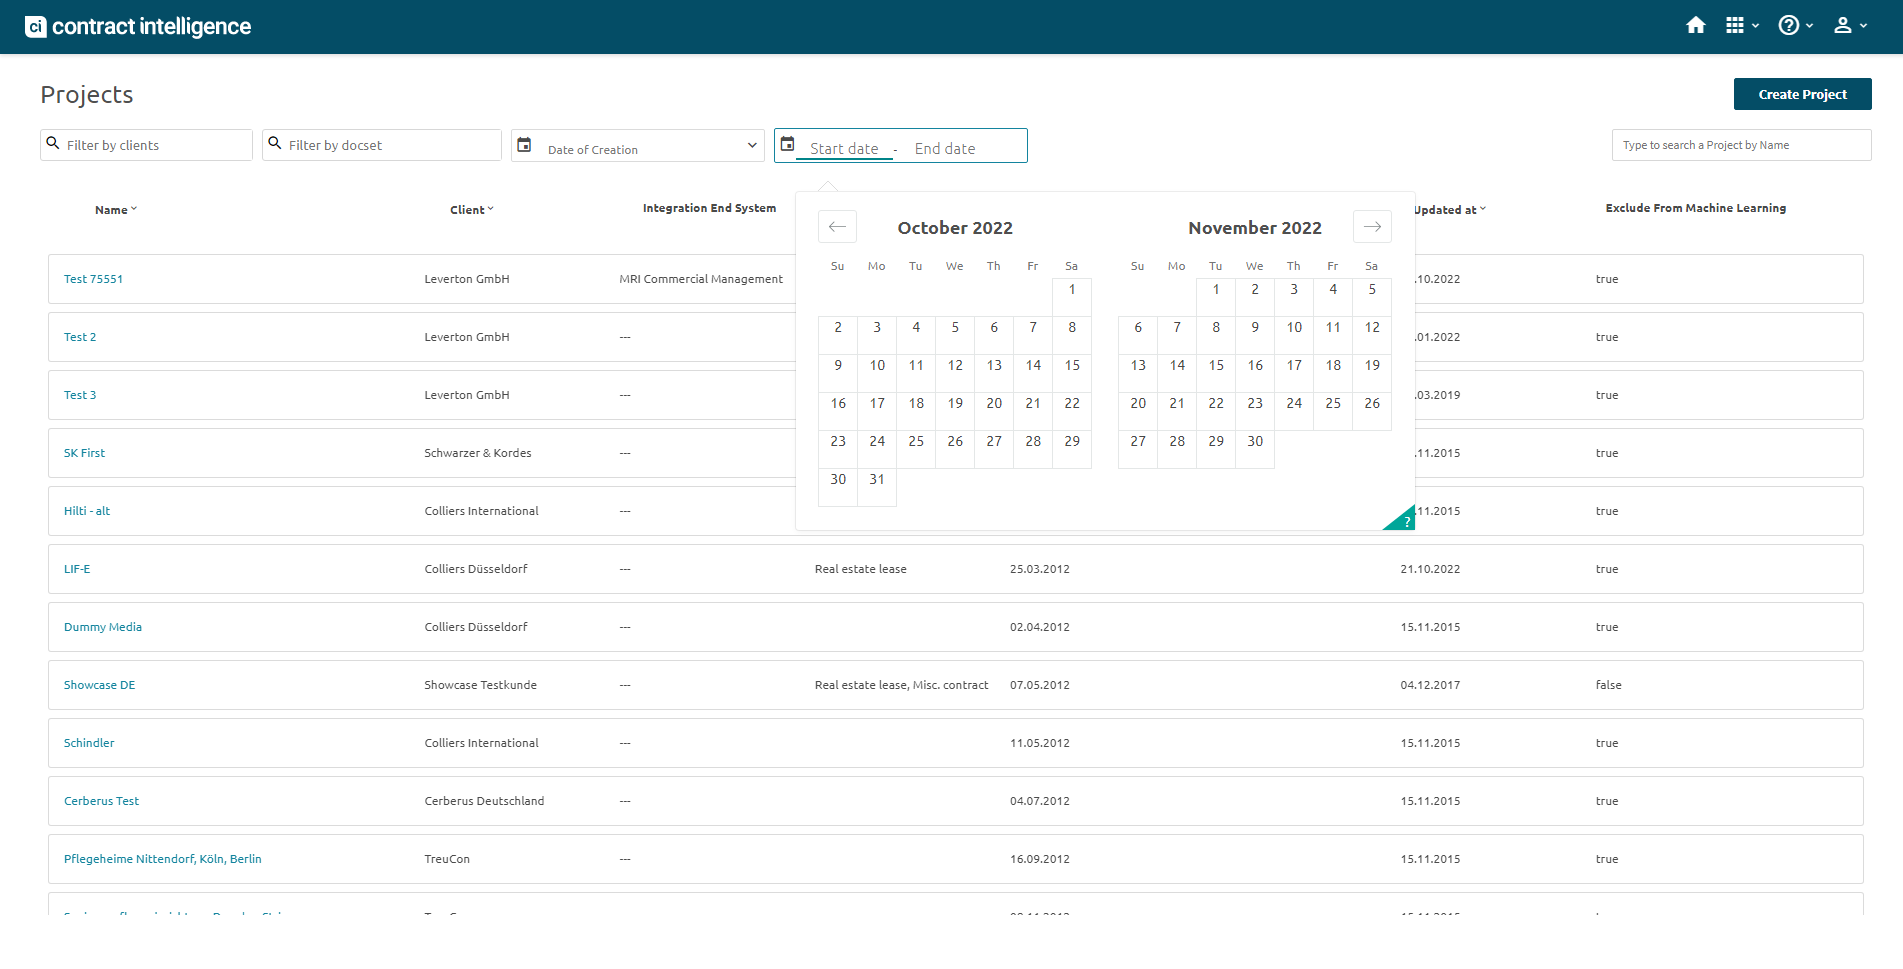 ci contract intelligence
Projects
Create Project
Filter by clients
Filter by docset
Date of Creation
Start date - End date
Type to search a Project by Name
Name Client Integration End System Updated at Exclude From Machine Learning
October 2022 November 2022
Su Mo Tu We Th Fr Sa Su Mo Tu We Th Fr Sa
1 1 2 3 4 5
2 3 4 5 6 7 8 6 7 8 9 10 11 12
9 10 11 12 13 14 15 13 14 15 16 17 18 19
16 17 18 19 20 21 22 20 21 22 23 24 25 26
23 24 25 26 27 28 29 27 28 29 30
30 31
?
Test 75551 Leverton GmbH MRI Commercial Management .10.2022 true
Test 2 Leverton GmbH --- .01.2022 true
Test 3 Leverton GmbH --- .03.2019 true
SK First Schwarzer & Kordes --- .11.2015 true
Hilti - alt Colliers International --- .11.2015 true
LIF-E Colliers Düsseldorf --- Real estate lease 25.03.2012 21.10.2022 true
Dummy Media Colliers Düsseldorf --- 02.04.2012 15.11.2015 true
Showcase DE Showcase Testkunde --- Real estate lease, Misc. contract 07.05.2012 04.12.2017 false
Schindler Colliers International --- 11.05.2012 15.11.2015 true
Cerberus Test Cerberus Deutschland --- 04.07.2012 15.11.2015 true
Pflegeheime Nittendorf, Köln, Berlin TreuCon --- 16.09.2012 15.11.2015 true